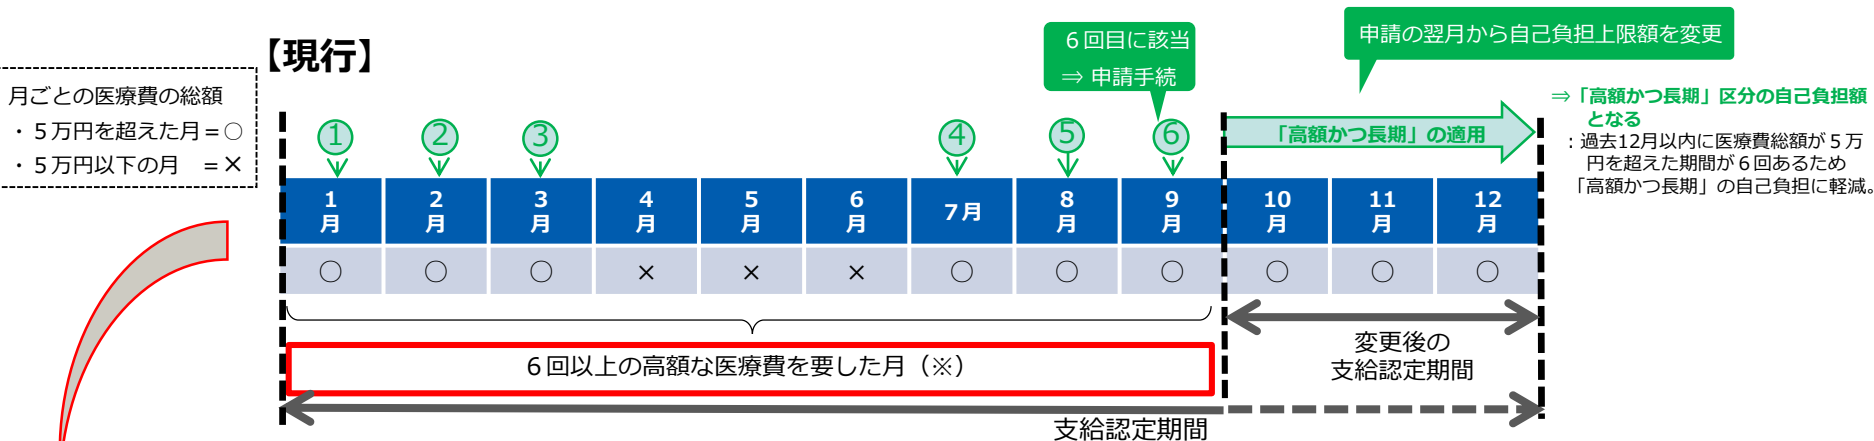 【現行】
月ごとの医療費の総額
・５万円を超えた月＝○
・５万円以下の月　＝×
６回目に該当
⇒ 申請手続
申請の翌月から自己負担上限額を変更
① ② ③ ④ ⑤ ⑥
「高額かつ長期」の適用
⇒「高額かつ長期」区分の自己負担額
となる
：過去12月以内に医療費総額が５万
円を超えた期間が６回あるため
「高額かつ長期」の自己負担に軽減。
1月 2月 3月 4月 5月 6月 7月 8月 9月 10月 11月 12月
○ ○ ○ × × × ○ ○ ○ ○ ○ ○
６回以上の高額な医療費を要した月（※）
変更後の
支給認定期間
支給認定期間